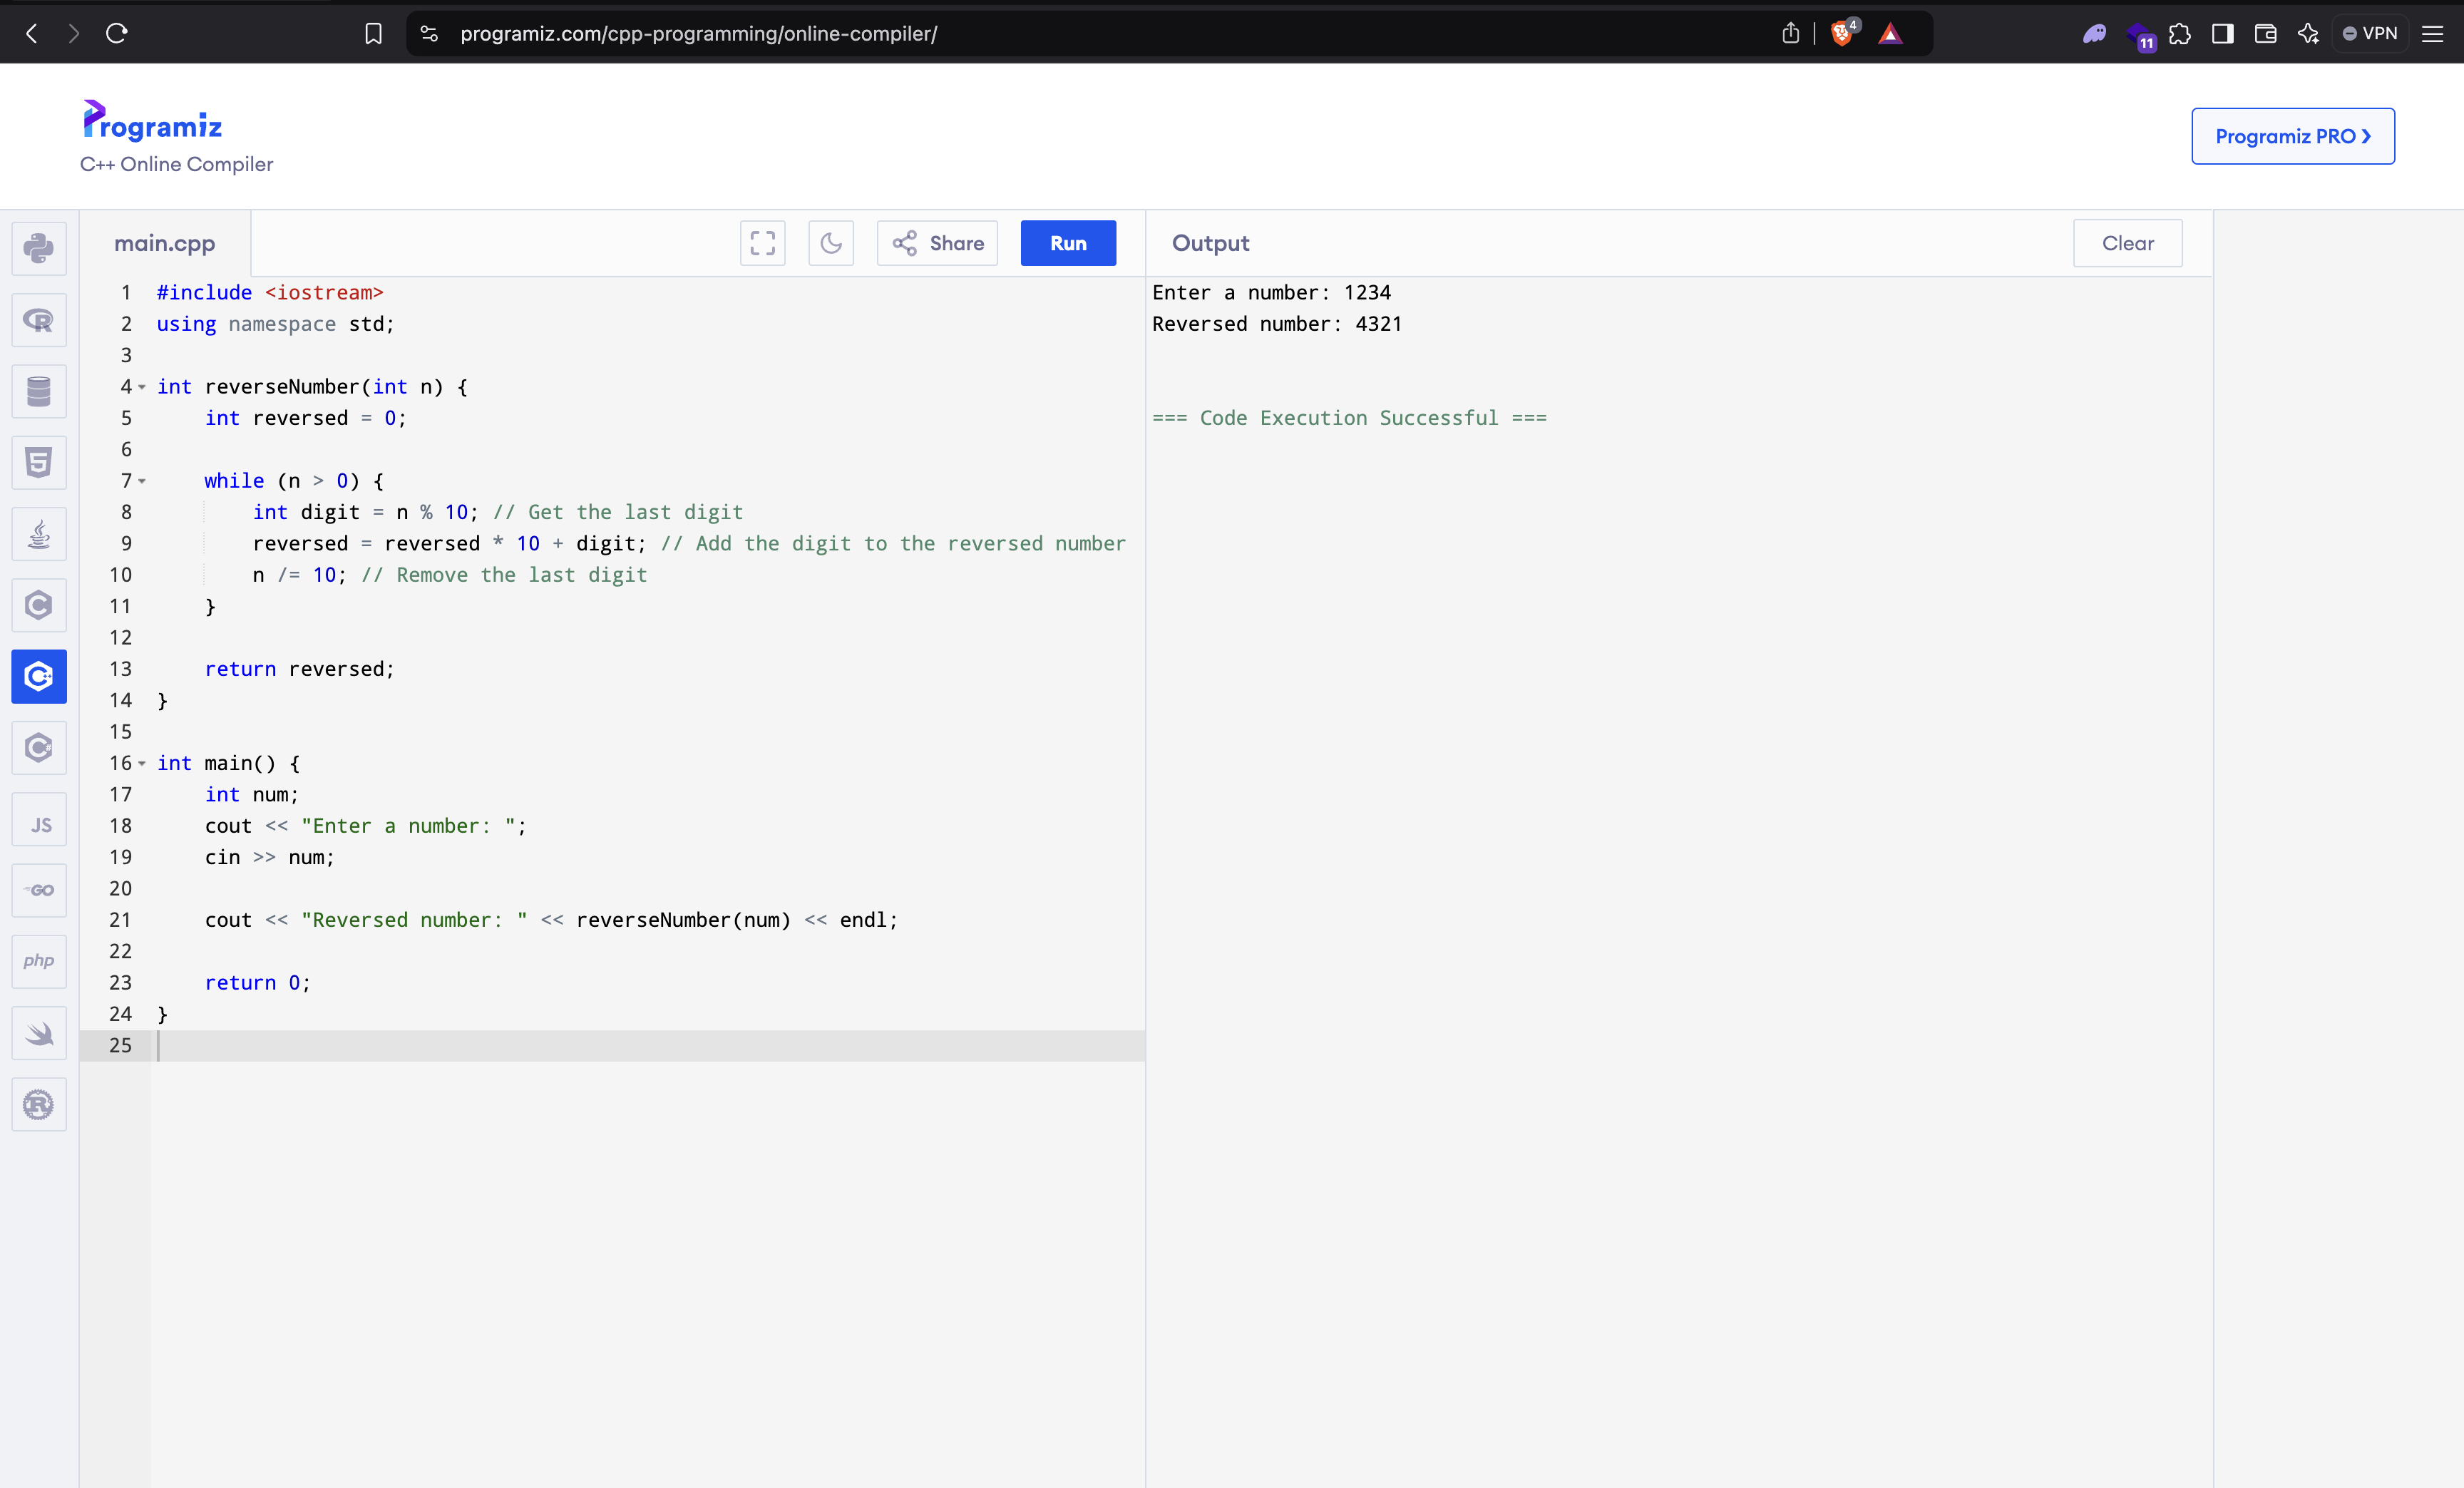 programiz.com/cpp-programming/online-compiler/
4
11
VPN
Programiz
C++ Online Compiler
Programiz PRO ❯
main.cpp
Share
Run
Output
Clear
1 #include <iostream>
2 using namespace std;
3
4 int reverseNumber(int n) {
5     int reversed = 0;
6
7     while (n > 0) {
8         int digit = n % 10; // Get the last digit
9         reversed = reversed * 10 + digit; // Add the digit to the reversed number
10         n /= 10; // Remove the last digit
11     }
12
13     return reversed;
14 }
15
16 int main() {
17     int num;
18     cout << "Enter a number: ";
19     cin >> num;
20
21     cout << "Reversed number: " << reverseNumber(num) << endl;
22
23     return 0;
24 }
25
Enter a number: 1234
Reversed number: 4321
=== Code Execution Successful ===
R
5
C
C
C#
JS
GO
php
R